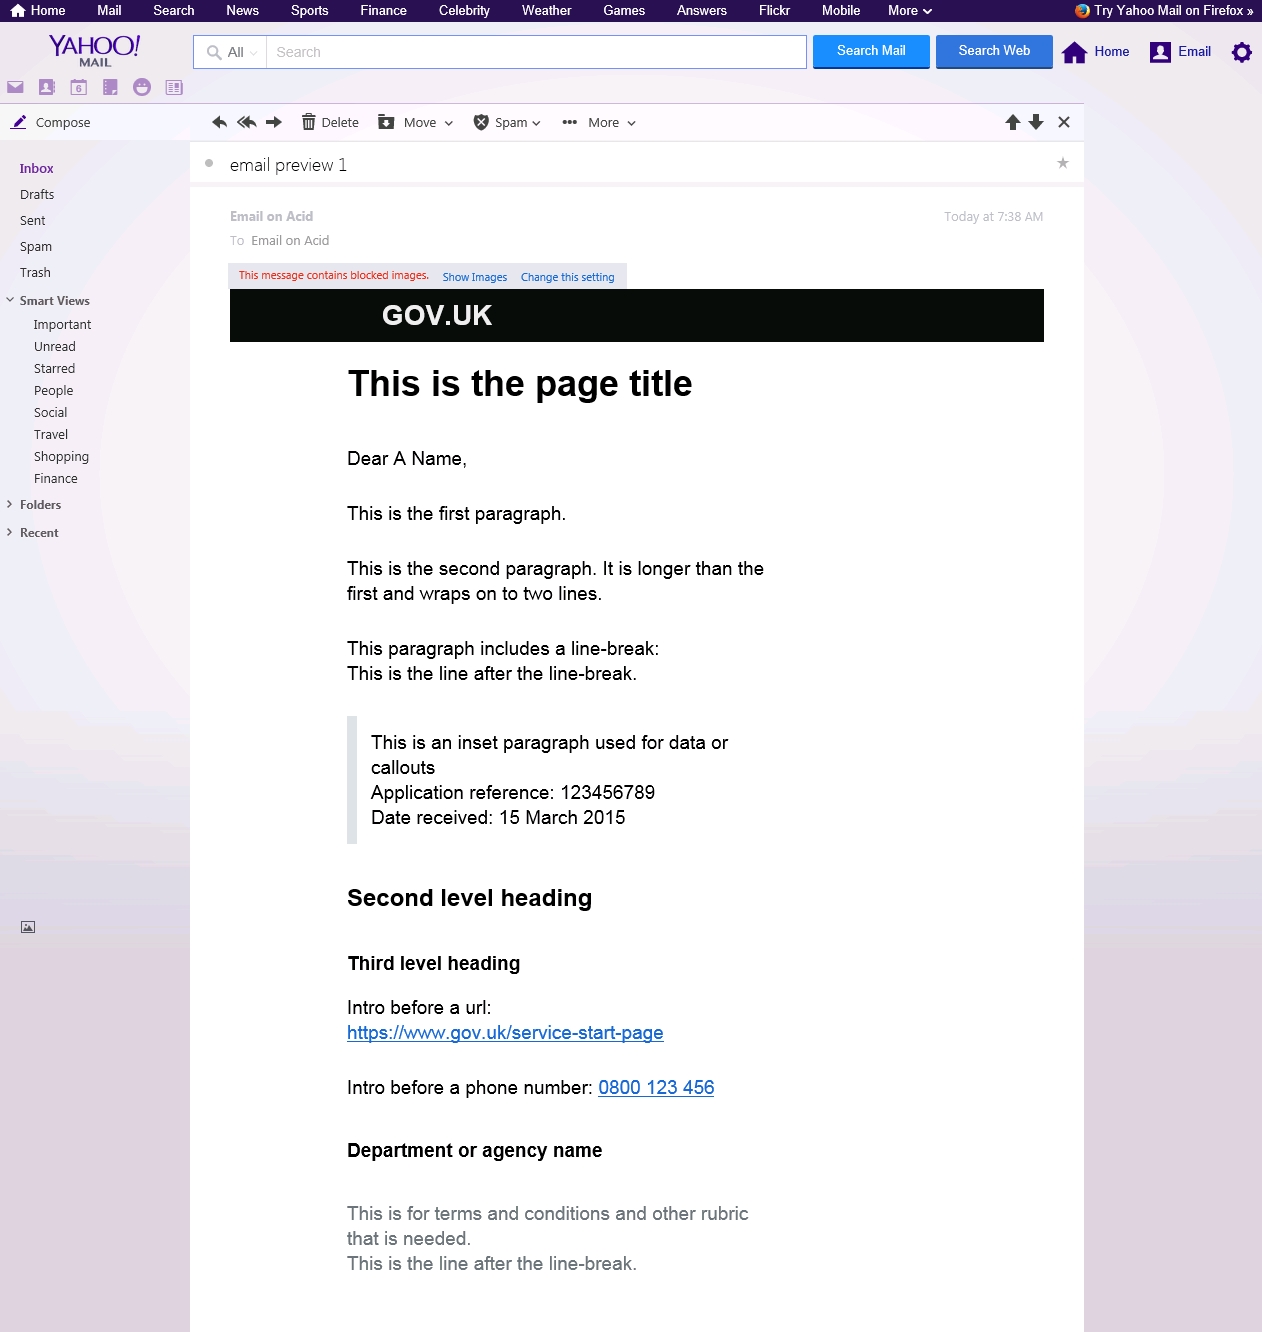 Home Mail Search News Sports Finance Celebrity Weather Games Answers Flickr Mobile More Try Yahoo Mail on Firefox »
YAHOO!
MAIL
All Search Search Mail Search Web Home Email
6
Compose Delete Move Spam More
email preview 1
Inbox
Drafts
Sent
Spam
Trash
Smart Views
Important
Unread
Starred
People
Social
Travel
Shopping
Finance
Folders
Recent
Email on Acid Today at 7:38 AM
To Email on Acid
This message contains blocked images. Show Images Change this setting
GOV.UK
This is the page title
Dear A Name,
This is the first paragraph.
This is the second paragraph. It is longer than the
first and wraps on to two lines.
This paragraph includes a line-break:
This is the line after the line-break.
This is an inset paragraph used for data or
callouts
Application reference: 123456789
Date received: 15 March 2015
Second level heading
Third level heading
Intro before a url:
https://www.gov.uk/service-start-page
Intro before a phone number: 0800 123 456
Department or agency name
This is for terms and conditions and other rubric
that is needed.
This is the line after the line-break.